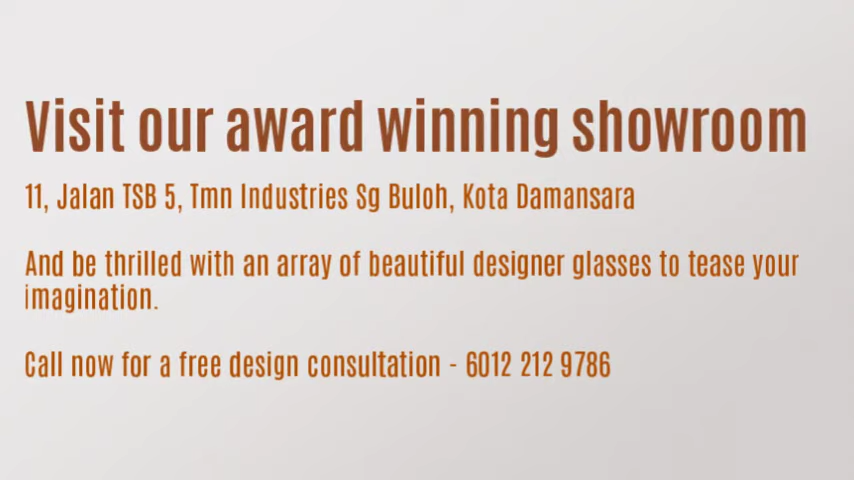 Visit our award winning showroom
11, Jalan TSB 5, Tmn Industries Sg Buloh, Kota Damansara
And be thrilled with an array of beautiful designer glasses to tease your
imagination.
Call now for a free design consultation - 6012 212 9786